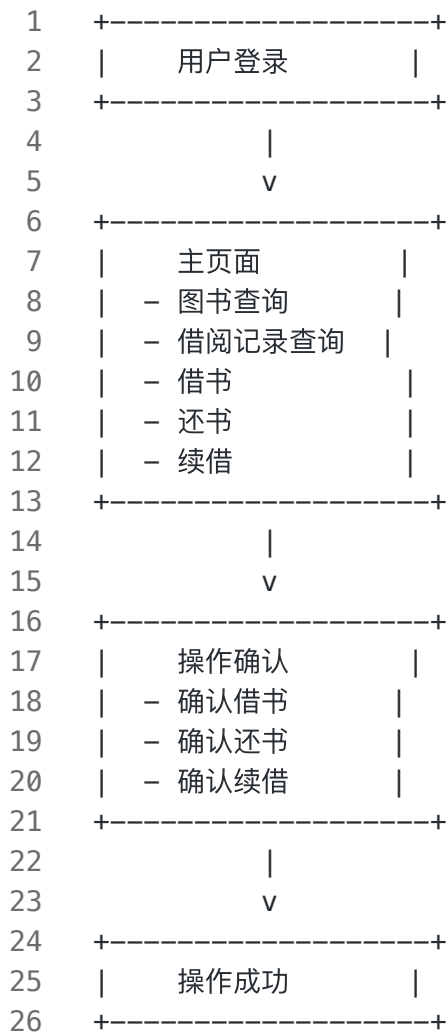 1 +-------------------+
2 |    用户登录       |
3 +-------------------+
4           |
5           v
6 +-------------------+
7 |    主页面        |
8 |  - 图书查询      |
9 |  - 借阅记录查询  |
10 |  - 借书          |
11 |  - 还书          |
12 |  - 续借          |
13 +-------------------+
14           |
15           v
16 +-------------------+
17 |    操作确认       |
18 |  - 确认借书      |
19 |  - 确认还书      |
20 |  - 确认续借      |
21 +-------------------+
22           |
23           v
24 +-------------------+
25 |    操作成功       |
26 +-------------------+